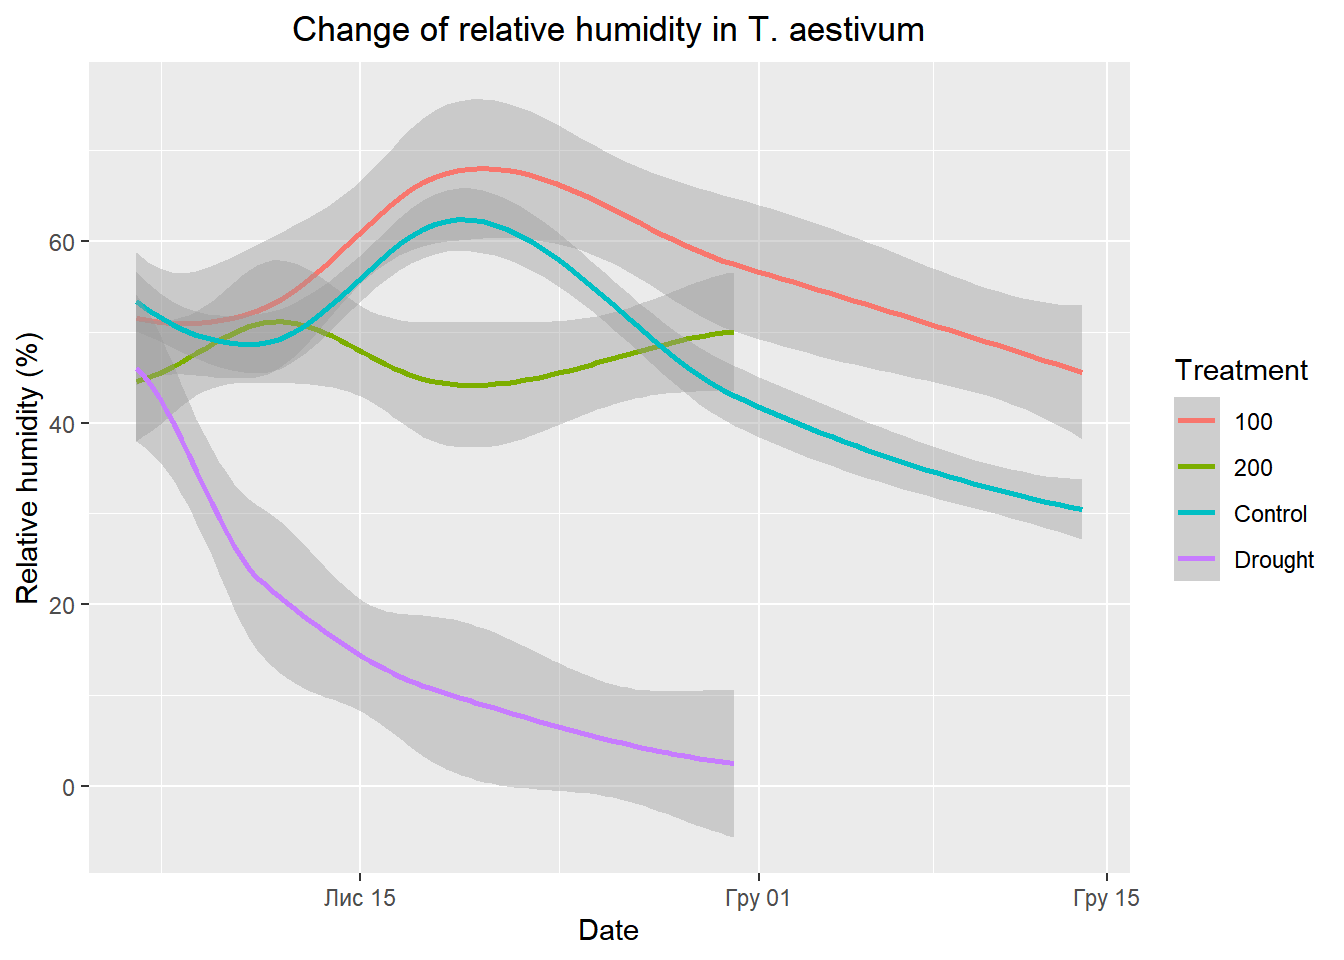 Change of relative humidity in T. aestivum
Relative humidity (%)
60
40
20
0
Лис 15
Гру 01
Гру 15
Date
Treatment
100
200
Control
Drought